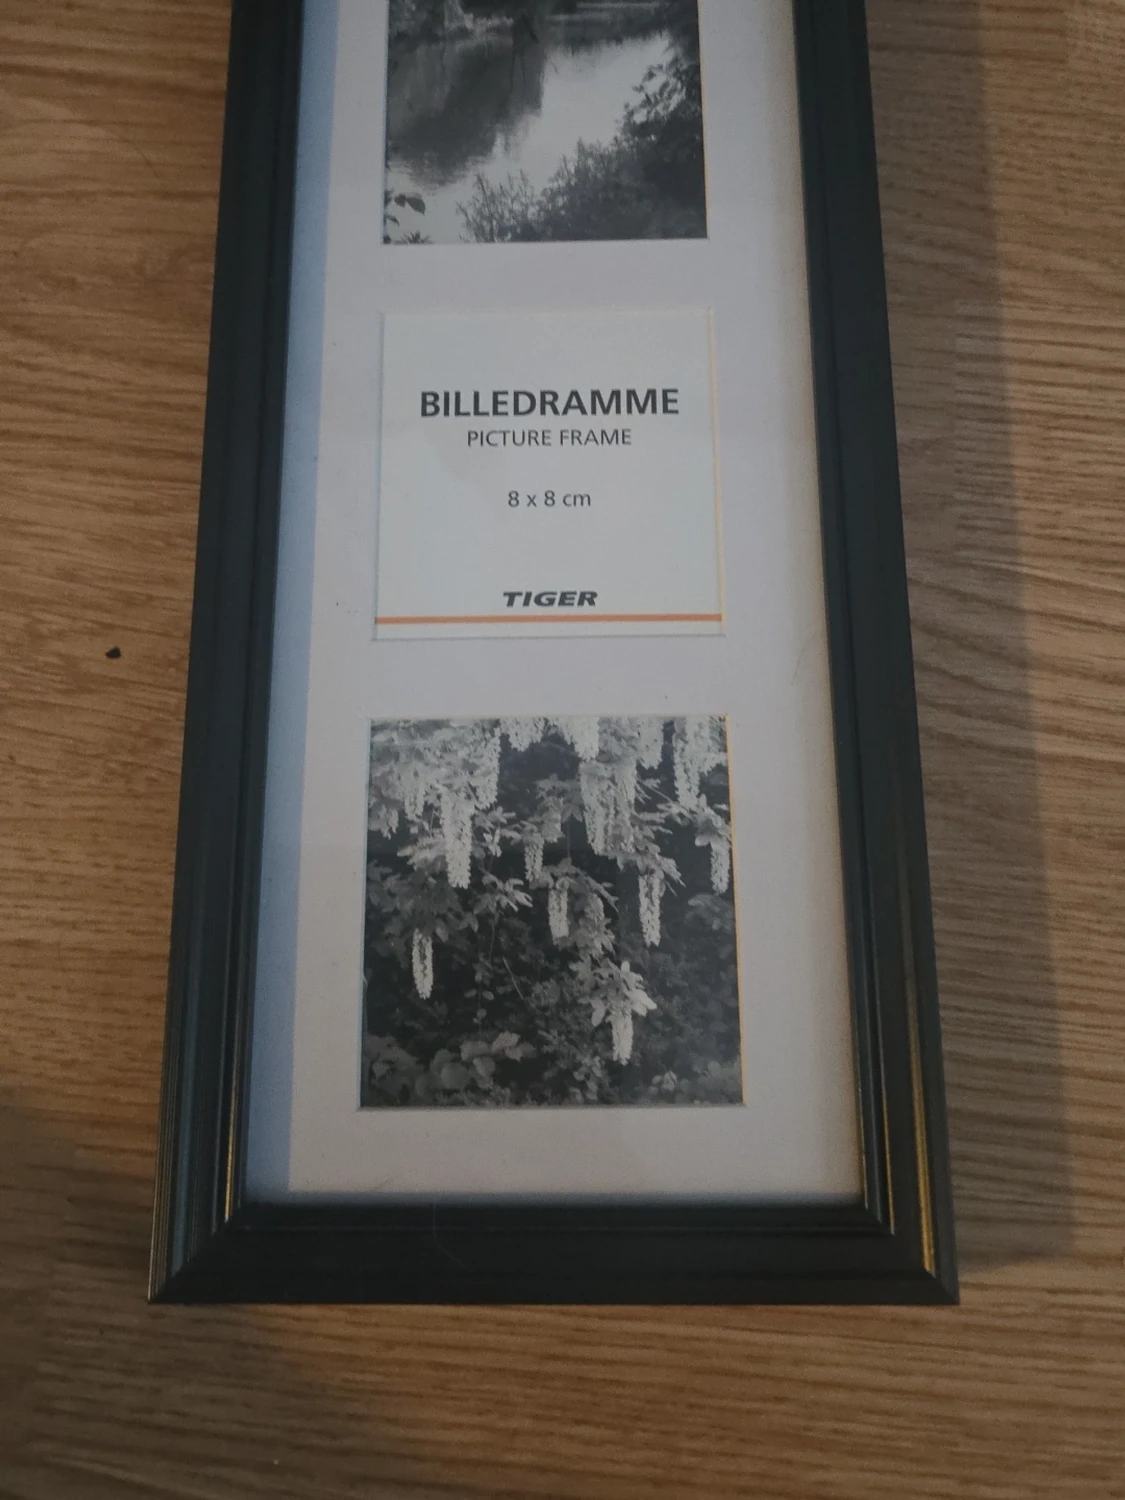 BILLEDRAMME
PICTURE FRAME
8 x 8 cm
TIGER